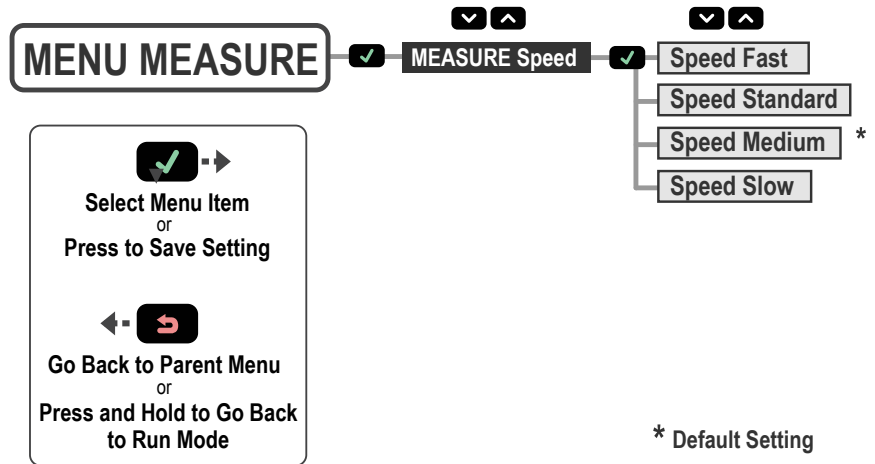 MENU MEASURE
MEASURE Speed
Speed Fast
Speed Standard
Speed Medium *
Speed Slow
Select Menu Item
or
Press to Save Setting
Go Back to Parent Menu
or
Press and Hold to Go Back
to Run Mode
* Default Setting